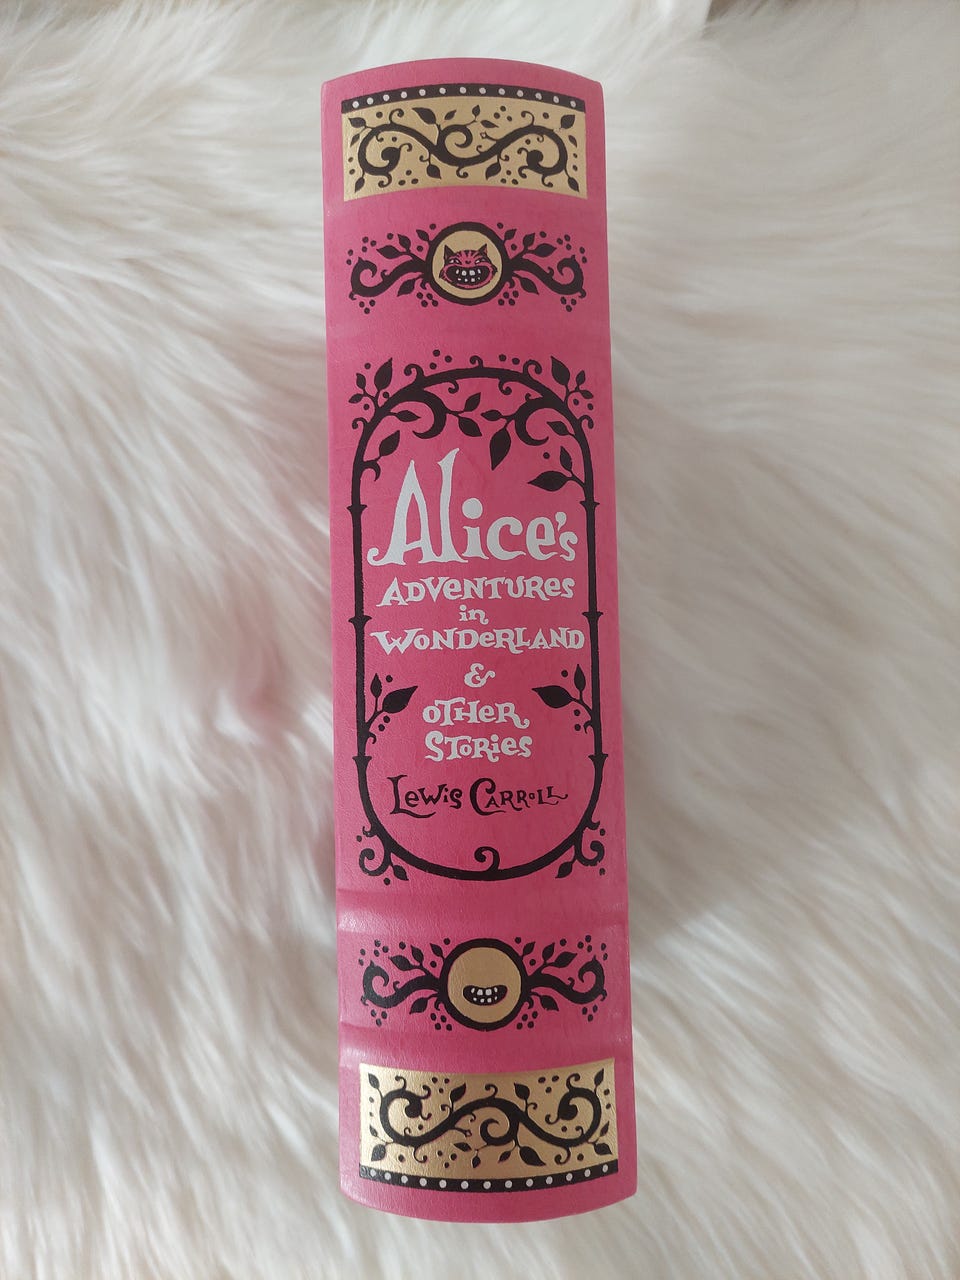 Alice's
ADVENTURES
in
WONDERLAND
&
OTHER
STORIES
LEWIS CARROLL